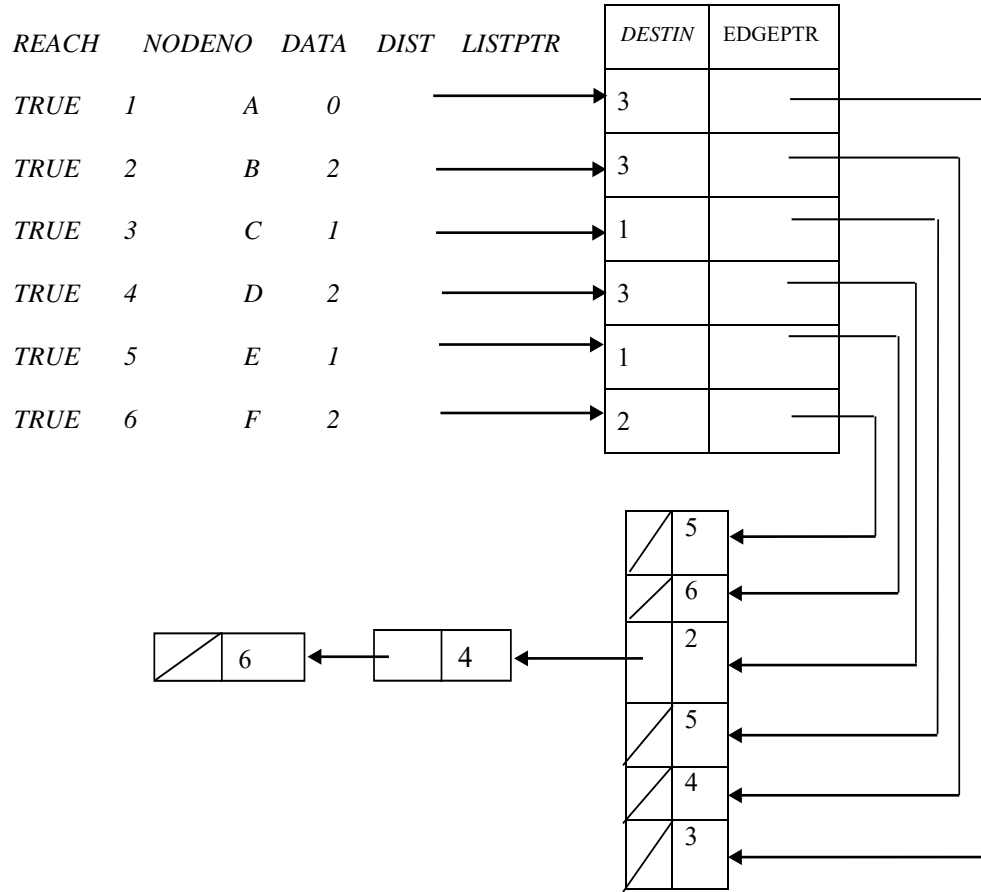 REACH NODENO DATA DIST LISTPTR DESTIN EDGEPTR
TRUE 1 A 0 3
TRUE 2 B 2 3
TRUE 3 C 1 1
TRUE 4 D 2 3
TRUE 5 E 1 1
TRUE 6 F 2 2
5
6
2
6 4
5
4
3